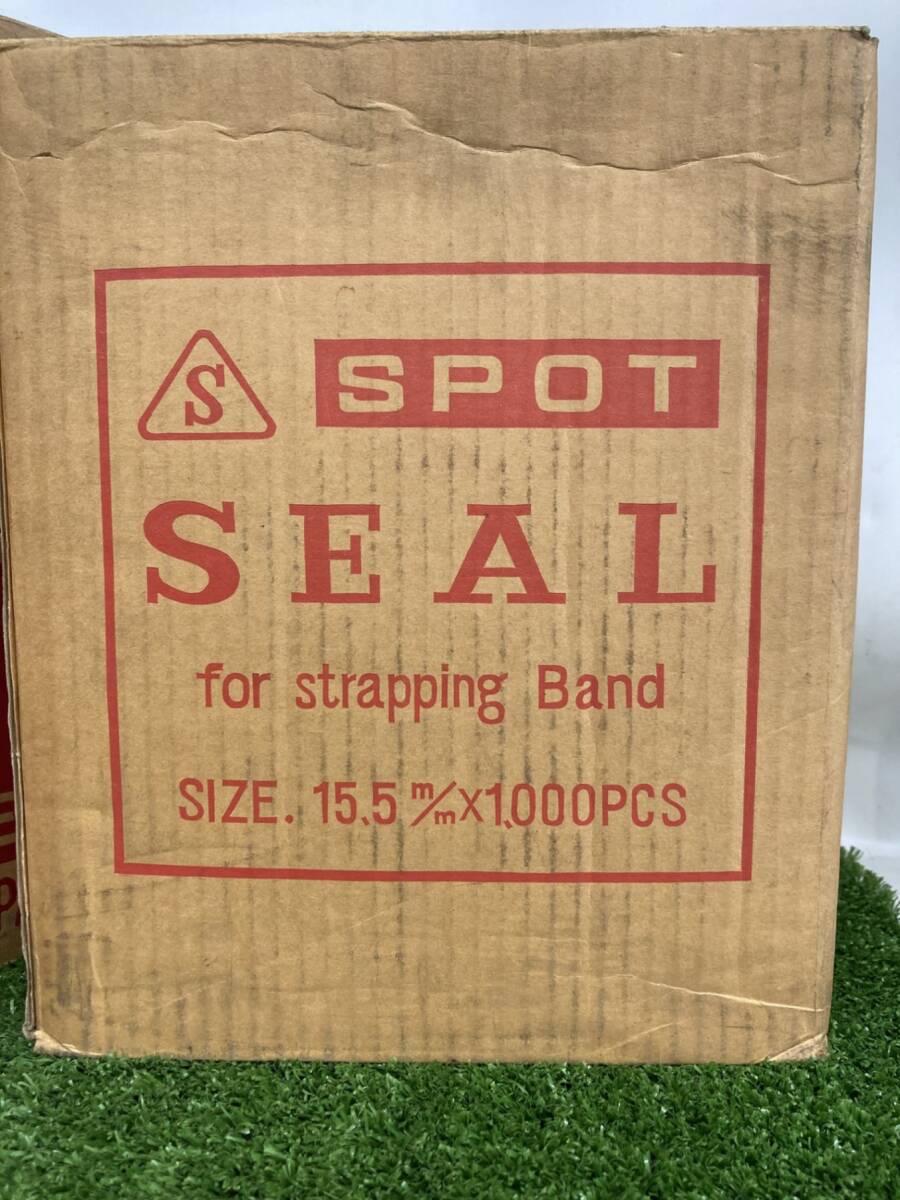 S SPOT
SEAL
for strapping Band
SIZE. 15.5 m/m X 1,000PCS